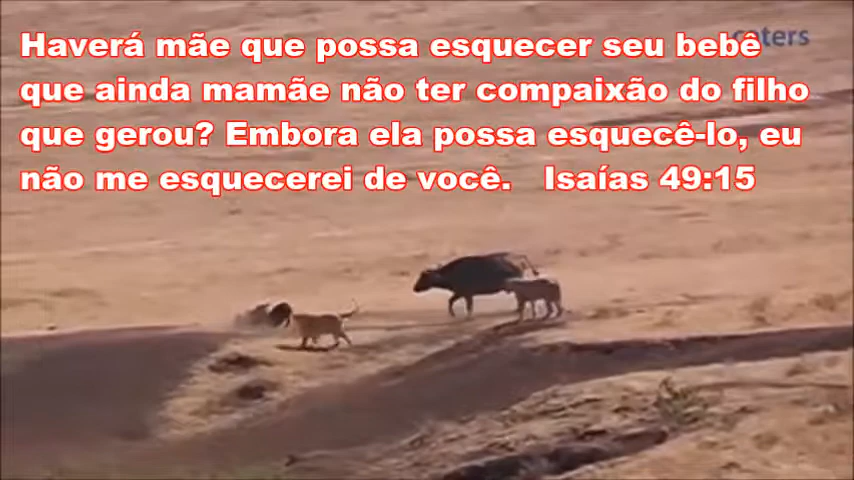 Haverá mãe que possa esquecer seu bebê
que ainda mamãe não ter compaixão do filho
que gerou? Embora ela possa esquecê-lo, eu
não me esquecerei de você. Isaías 49:15
caters